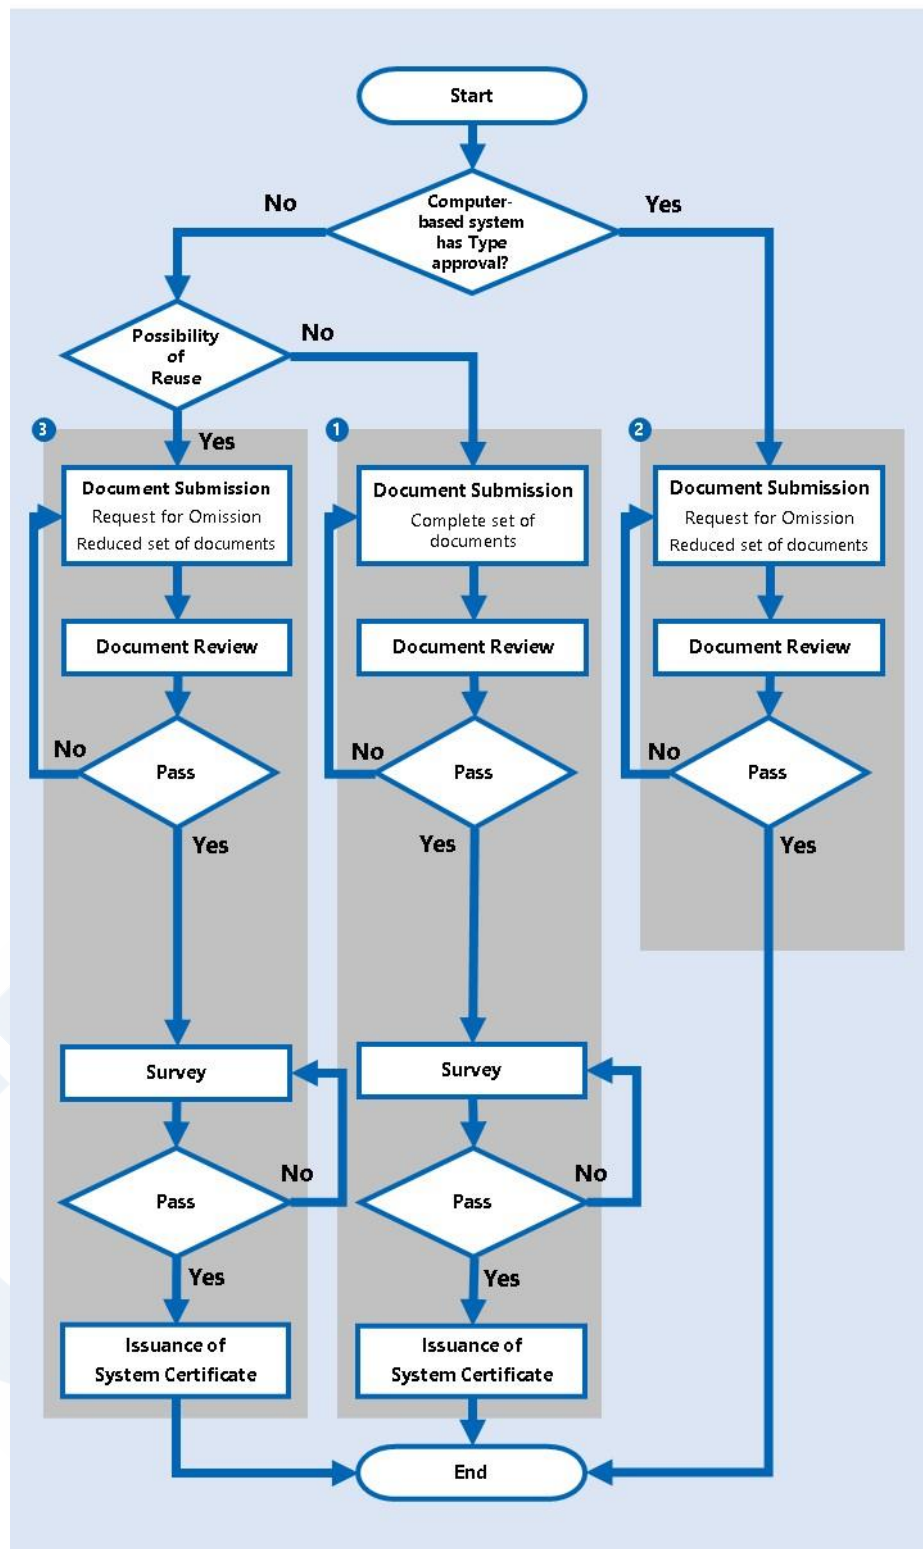 Start
Computer-
based system
has Type
approval?
No
Yes
Possibility
of
Reuse
No
Yes
3
Document Submission
Request for Omission
Reduced set of documents
Document Review
Pass
No
Yes
Survey
Pass
No
Yes
Issuance of
System Certificate
1
Document Submission
Complete set of
documents
Document Review
Pass
No
Yes
Survey
Pass
No
Yes
Issuance of
System Certificate
2
Document Submission
Request for Omission
Reduced set of documents
Document Review
Pass
No
Yes
End